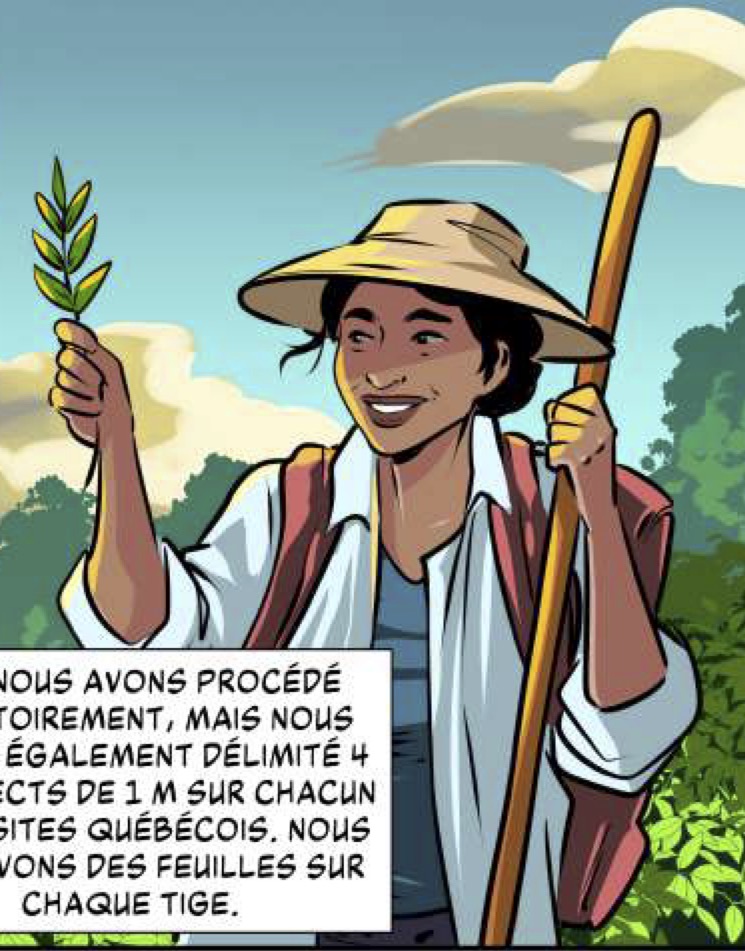 NOUS AVONS PROCÉDÉ
TOIREMENT, MAIS NOUS
ÉGALEMENT DÉLIMITÉ 4
ECTS DE 1 M SUR CHACUN
SITES QUÉBÉCOIS. NOUS
VONS DES FEUILLES SUR
CHAQUE TIGE.